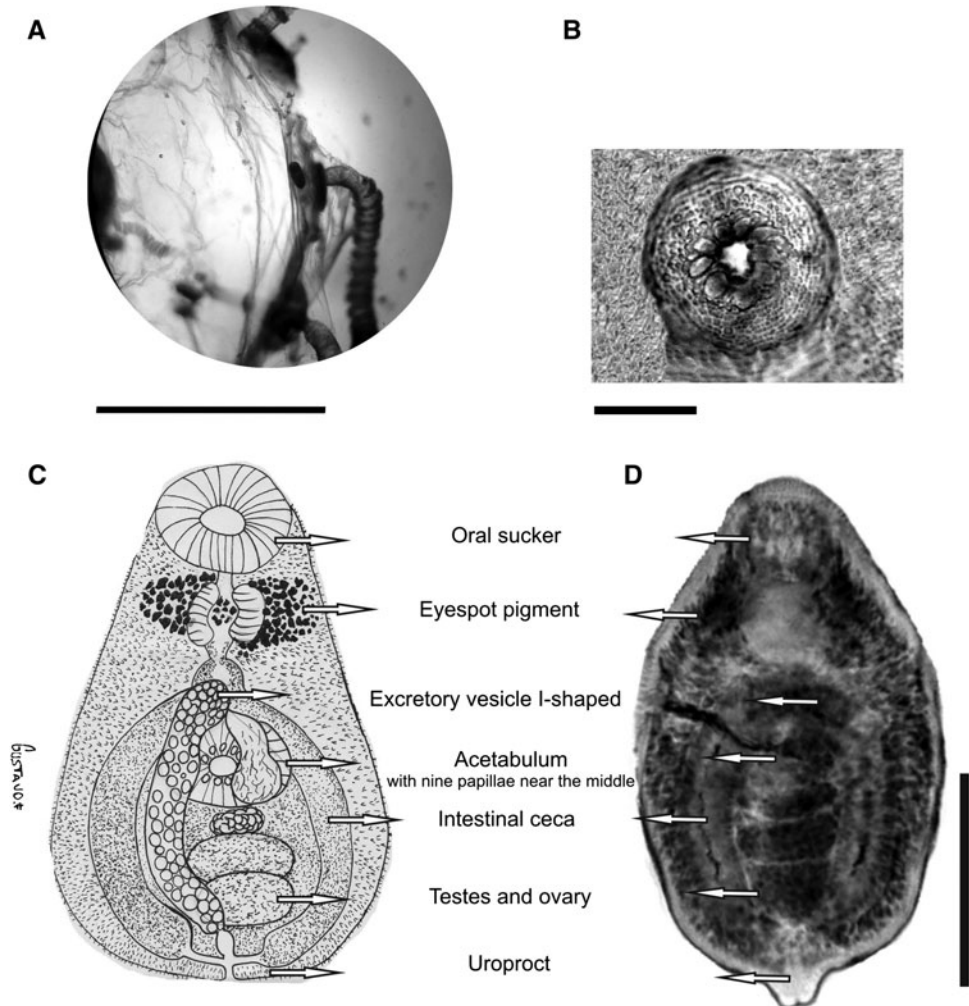 A
B
C
D
Oral sucker
Eyespot pigment
Excretory vesicle I-shaped
Acetabulum
with nine papillae near the middle
Intestinal ceca
Testes and ovary
Uroproct